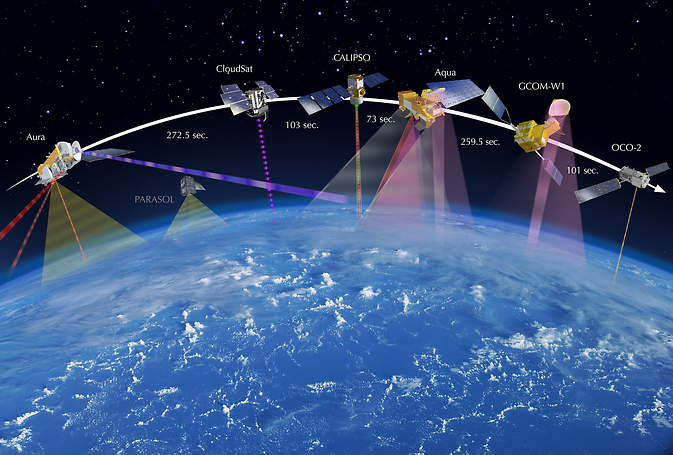 CloudSat
CALIPSO
Aqua
GCOM-W1
Aura
272.5 sec.
103 sec.
73 sec.
259.5 sec.
101 sec.
OCO-2
PARASOL